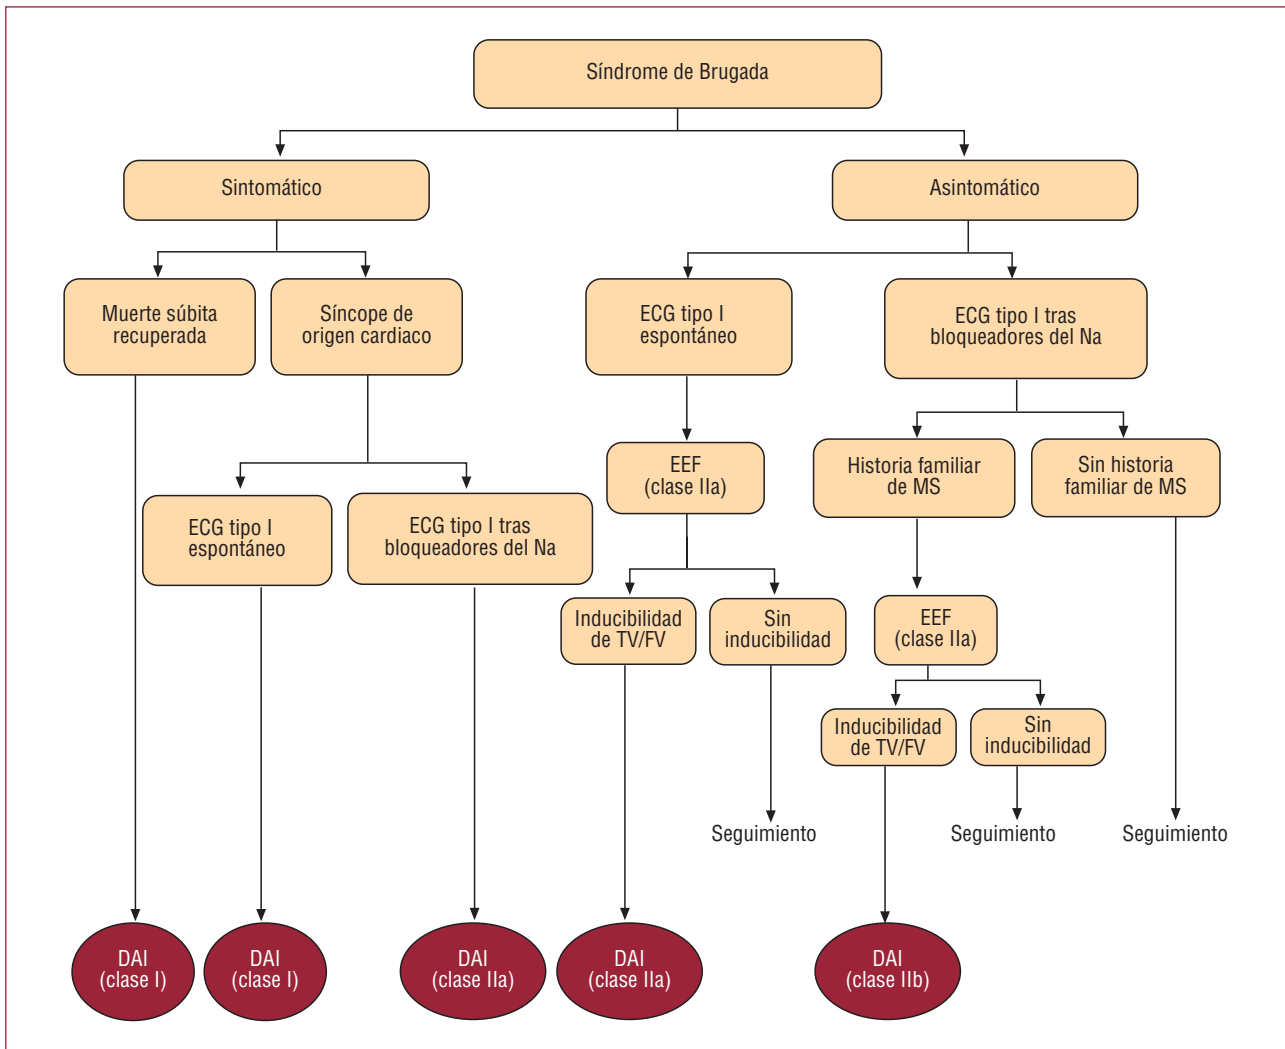 Síndrome de Brugada
Sintomático
Asintomático
Muerte súbita
recuperada
Síncope de
origen cardiaco
ECG tipo I
espontáneo
ECG tipo I tras
bloqueadores del Na
EEF
(clase IIa)
Historia familiar
de MS
Sin historia
familiar de MS
ECG tipo I
espontáneo
ECG tipo I tras
bloqueadores del Na
Inducibilidad
de TV/FV
Sin
inducibilidad
EEF
(clase IIa)
Inducibilidad
de TV/FV
Sin
inducibilidad
Seguimiento
Seguimiento
Seguimiento
DAI
(clase I)
DAI
(clase I)
DAI
(clase IIa)
DAI
(clase IIa)
DAI
(clase IIb)